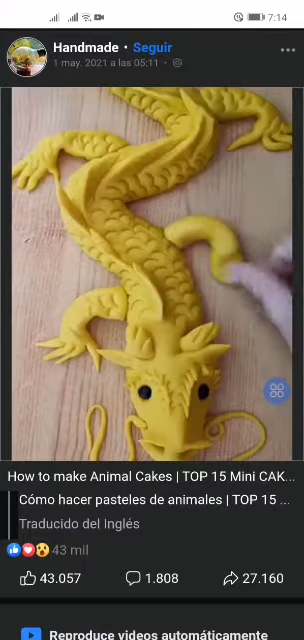 7:14
Handmade • Seguir
1 may. 2021 a las 05:11 •
How to make Animal Cakes | TOP 15 Mini CAK...
Cómo hacer pasteles de animales | TOP 15 ...
Traducido del Inglés
43 mil
43.057 1.808 27.160
Reproduce videos automáticamente